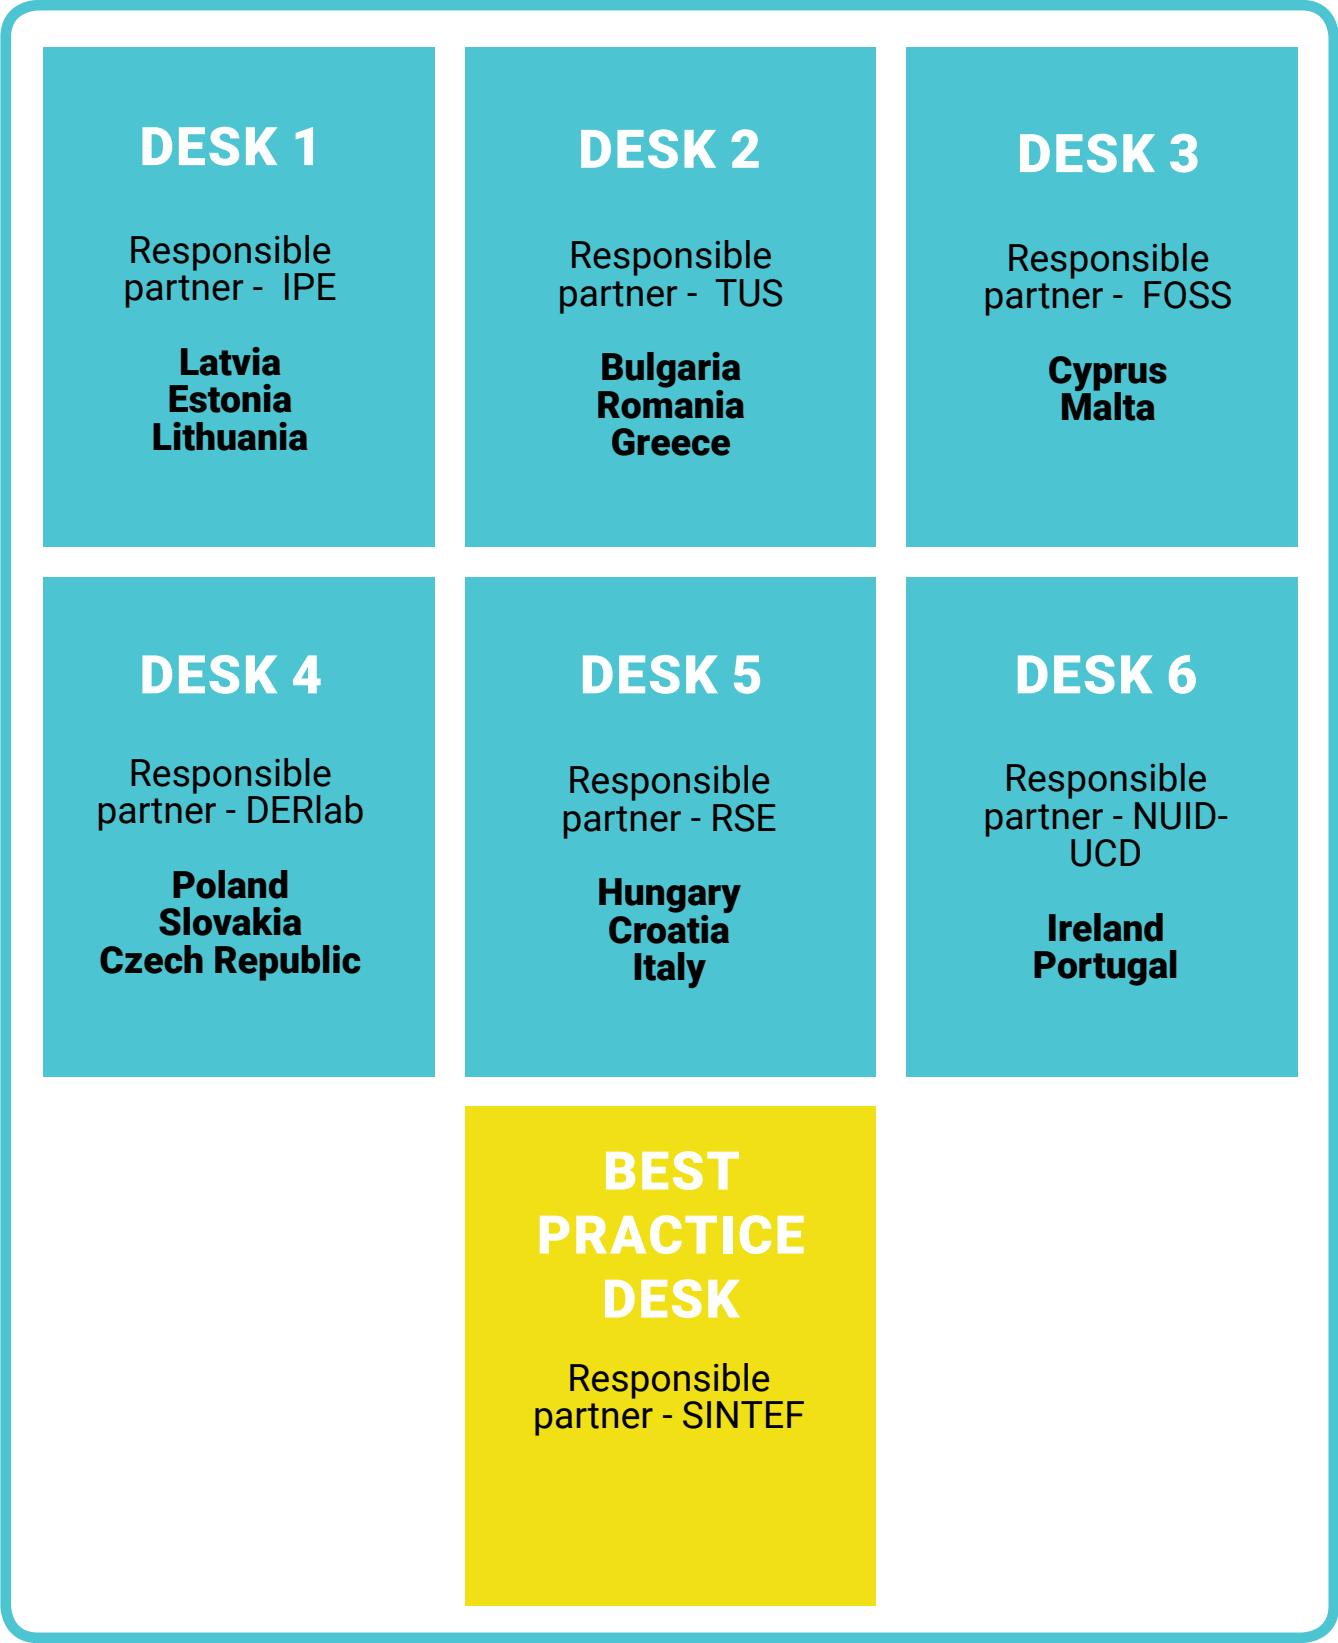 DESK 1
Responsible
partner - IPE
Latvia
Estonia
Lithuania
DESK 2
Responsible
partner - TUS
Bulgaria
Romania
Greece
DESK 3
Responsible
partner - FOSS
Cyprus
Malta
DESK 4
Responsible
partner - DERlab
Poland
Slovakia
Czech Republic
DESK 5
Responsible
partner - RSE
Hungary
Croatia
Italy
DESK 6
Responsible
partner - NUID-
UCD
Ireland
Portugal
BEST
PRACTICE
DESK
Responsible
partner - SINTEF